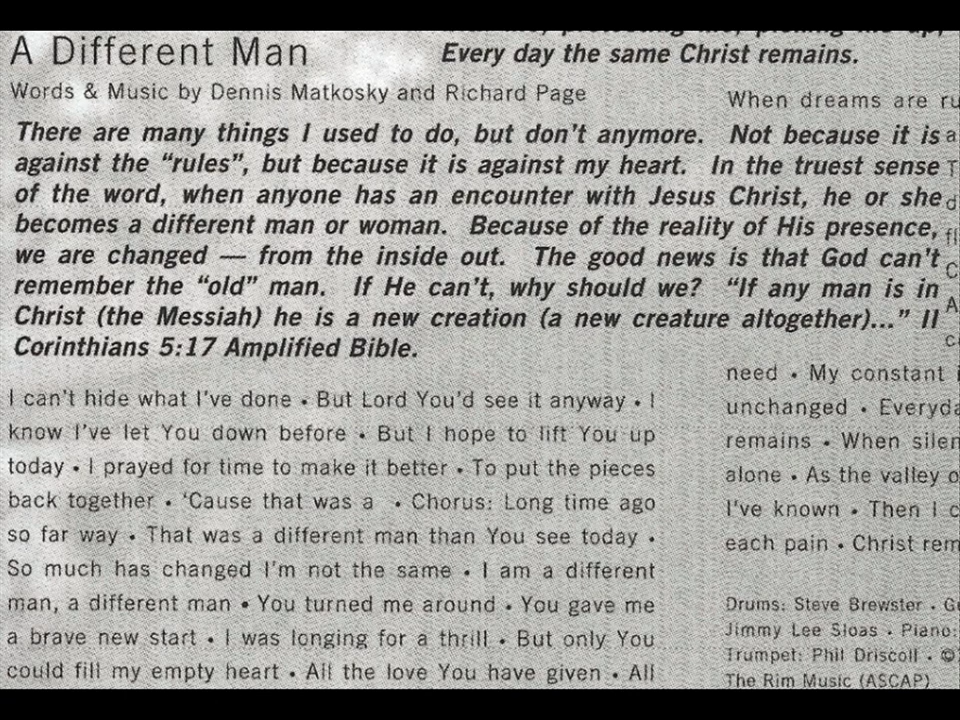 A Different Man
Words & Music by Dennis Matkosky and Richard Page
There are many things I used to do, but don't anymore. Not because it is
against the "rules", but because it is against my heart. In the truest sense
of the word, when anyone has an encounter with Jesus Christ, he or she
becomes a different man or woman. Because of the reality of His presence,
we are changed — from the inside out. The good news is that God can't
remember the "old" man. If He can't, why should we? "If any man is in
Christ (the Messiah) he is a new creation (a new creature altogether)..." II
Corinthians 5:17 Amplified Bible.
I can't hide what I've done • But Lord You'd see it anyway • I
know I've let You down before • But I hope to lift You up
today • I prayed for time to make it better • To put the pieces
back together • 'Cause that was a • Chorus: Long time ago
so far way • That was a different man than You see today •
So much has changed I'm not the same • I am a different
man, a different man • You turned me around • You gave me
a brave new start • I was longing for a thrill • But only You
could fill my empty heart • All the love You have given • All
Every day the same Christ remains.
When dreams are
need • My constant
unchanged •
remains • When
alone • As the valley
I've known • Then I
each pain • Christ
Drums: Steve Brewster •
Jimmy Lee Sloas • Piano:
Trumpet: Phil Driscoll • ©
The Rim Music (ASCAP)